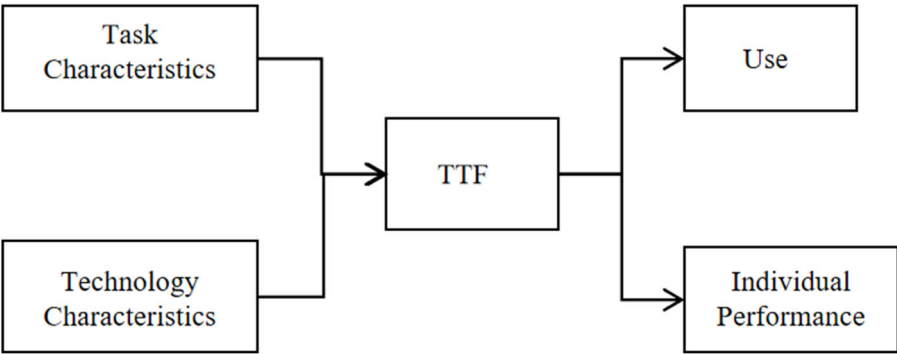 Task
Characteristics
Use
TTF
Technology
Characteristics
Individual
Performance